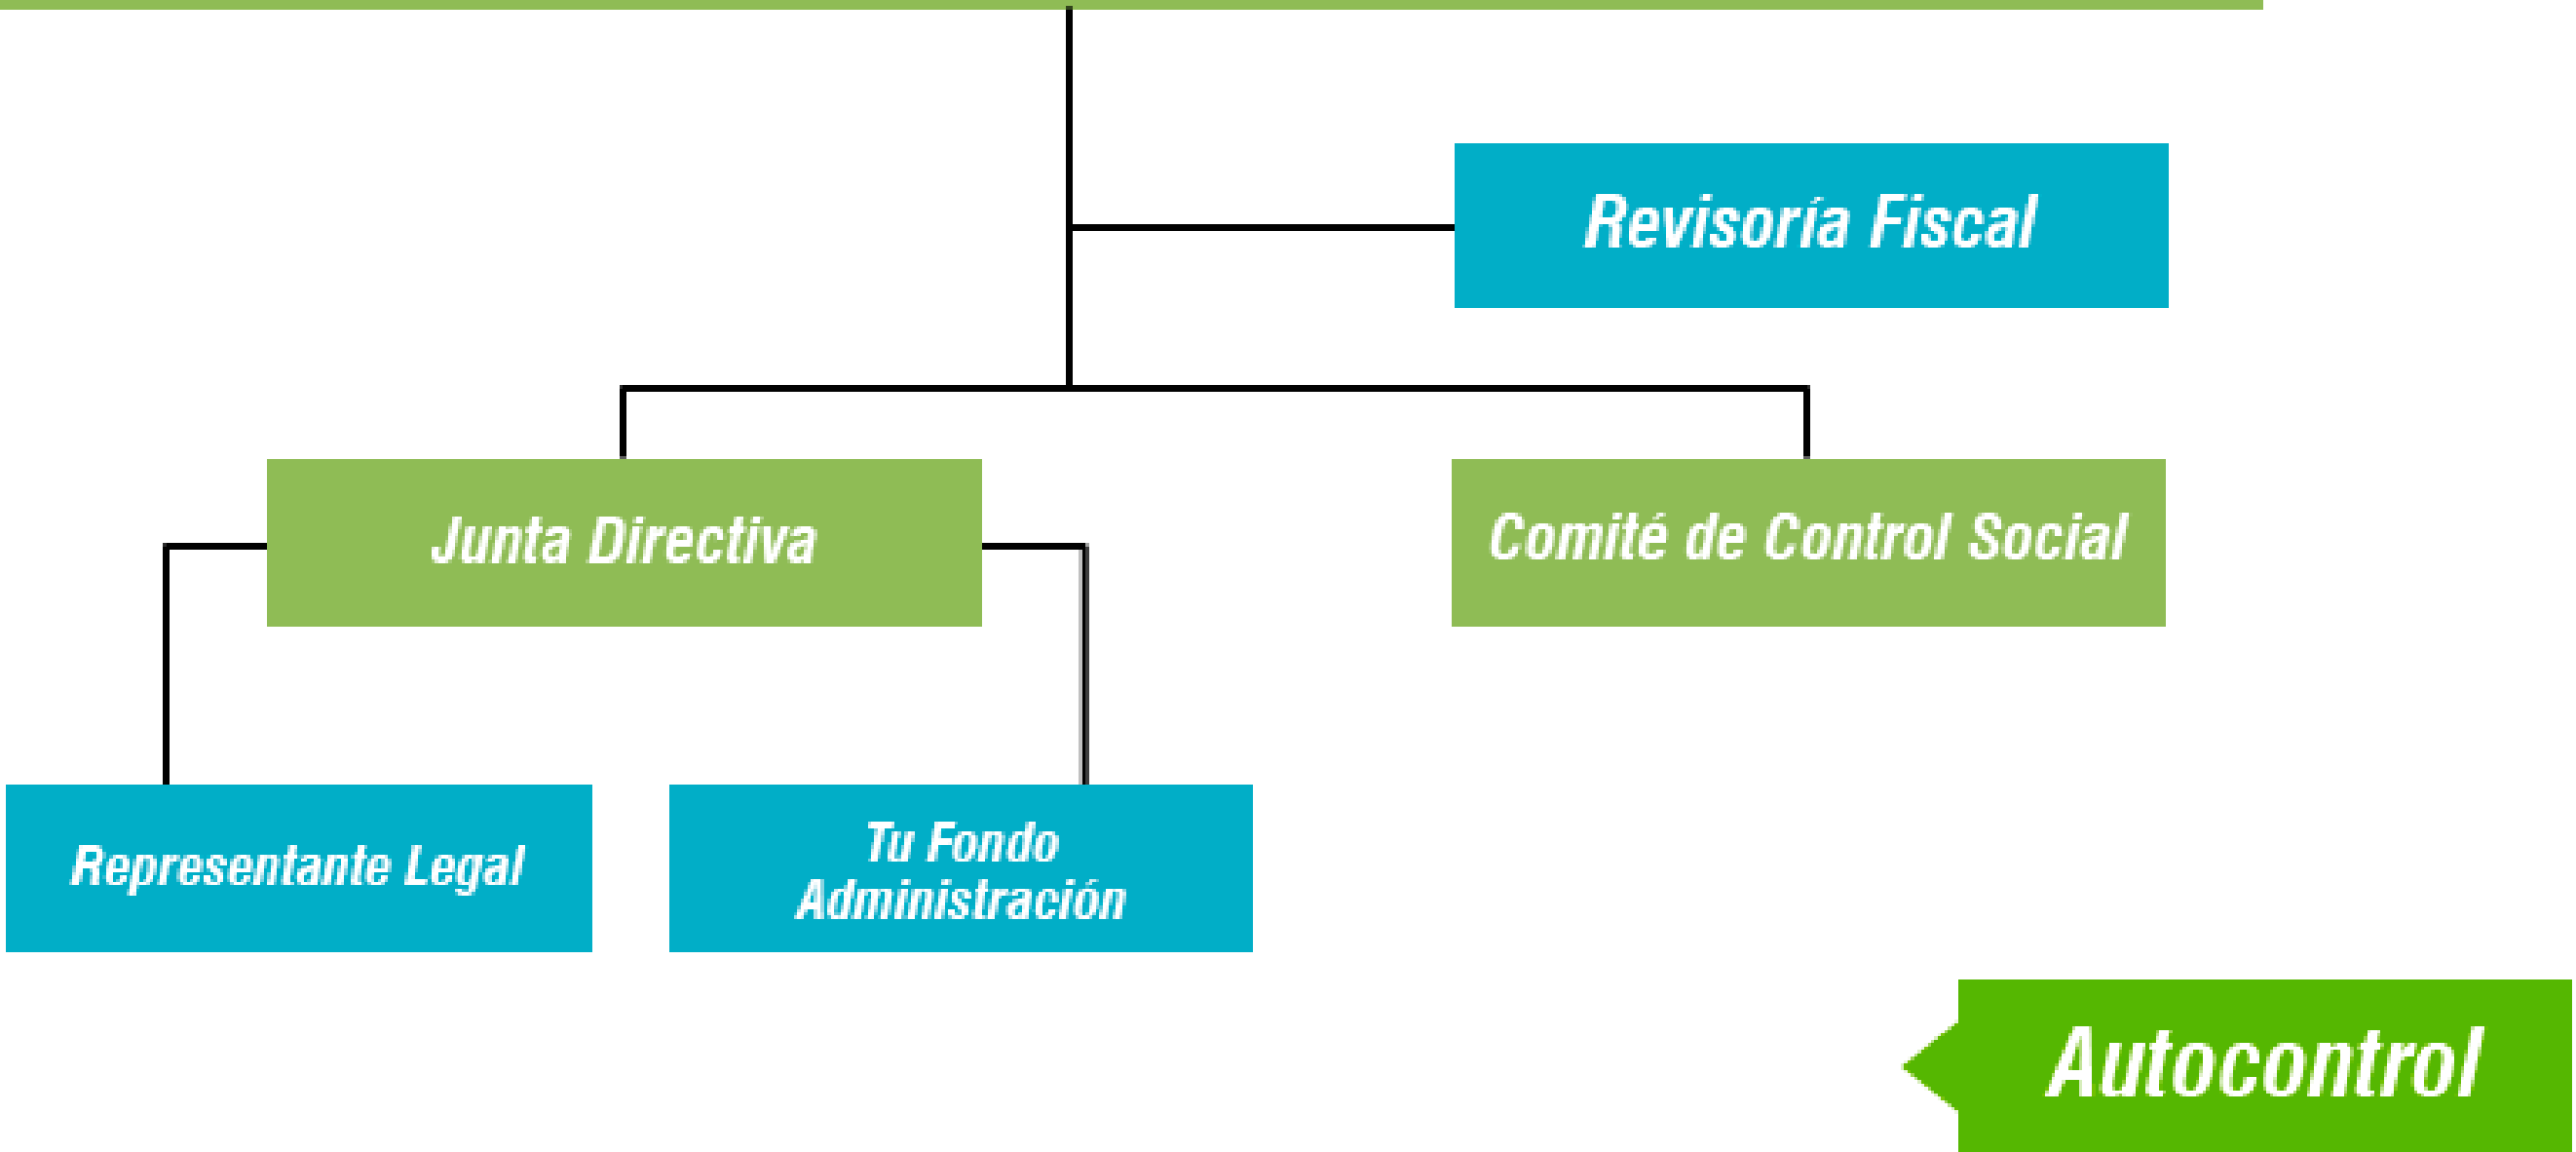 Revisoría Fiscal
Junta Directiva
Comité de Control Social
Representante Legal
Tu Fondo
Administración
Autocontrol